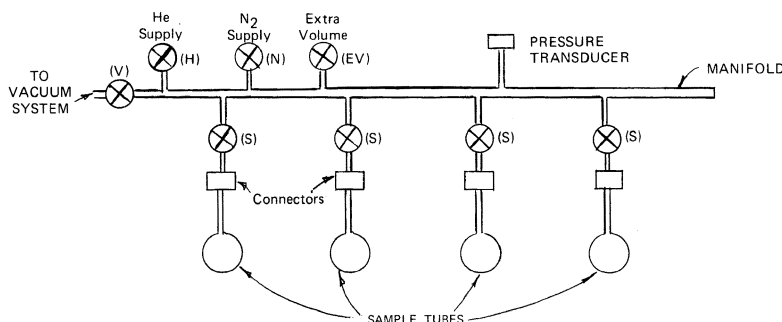 He
Supply
(H)
N2
Supply
(N)
Extra
Volume
(EV)
PRESSURE
TRANSDUCER
MANIFOLD
TO
VACUUM
SYSTEM
(V)
(S)
(S)
(S)
(S)
Connectors
SAMPLE TUBES